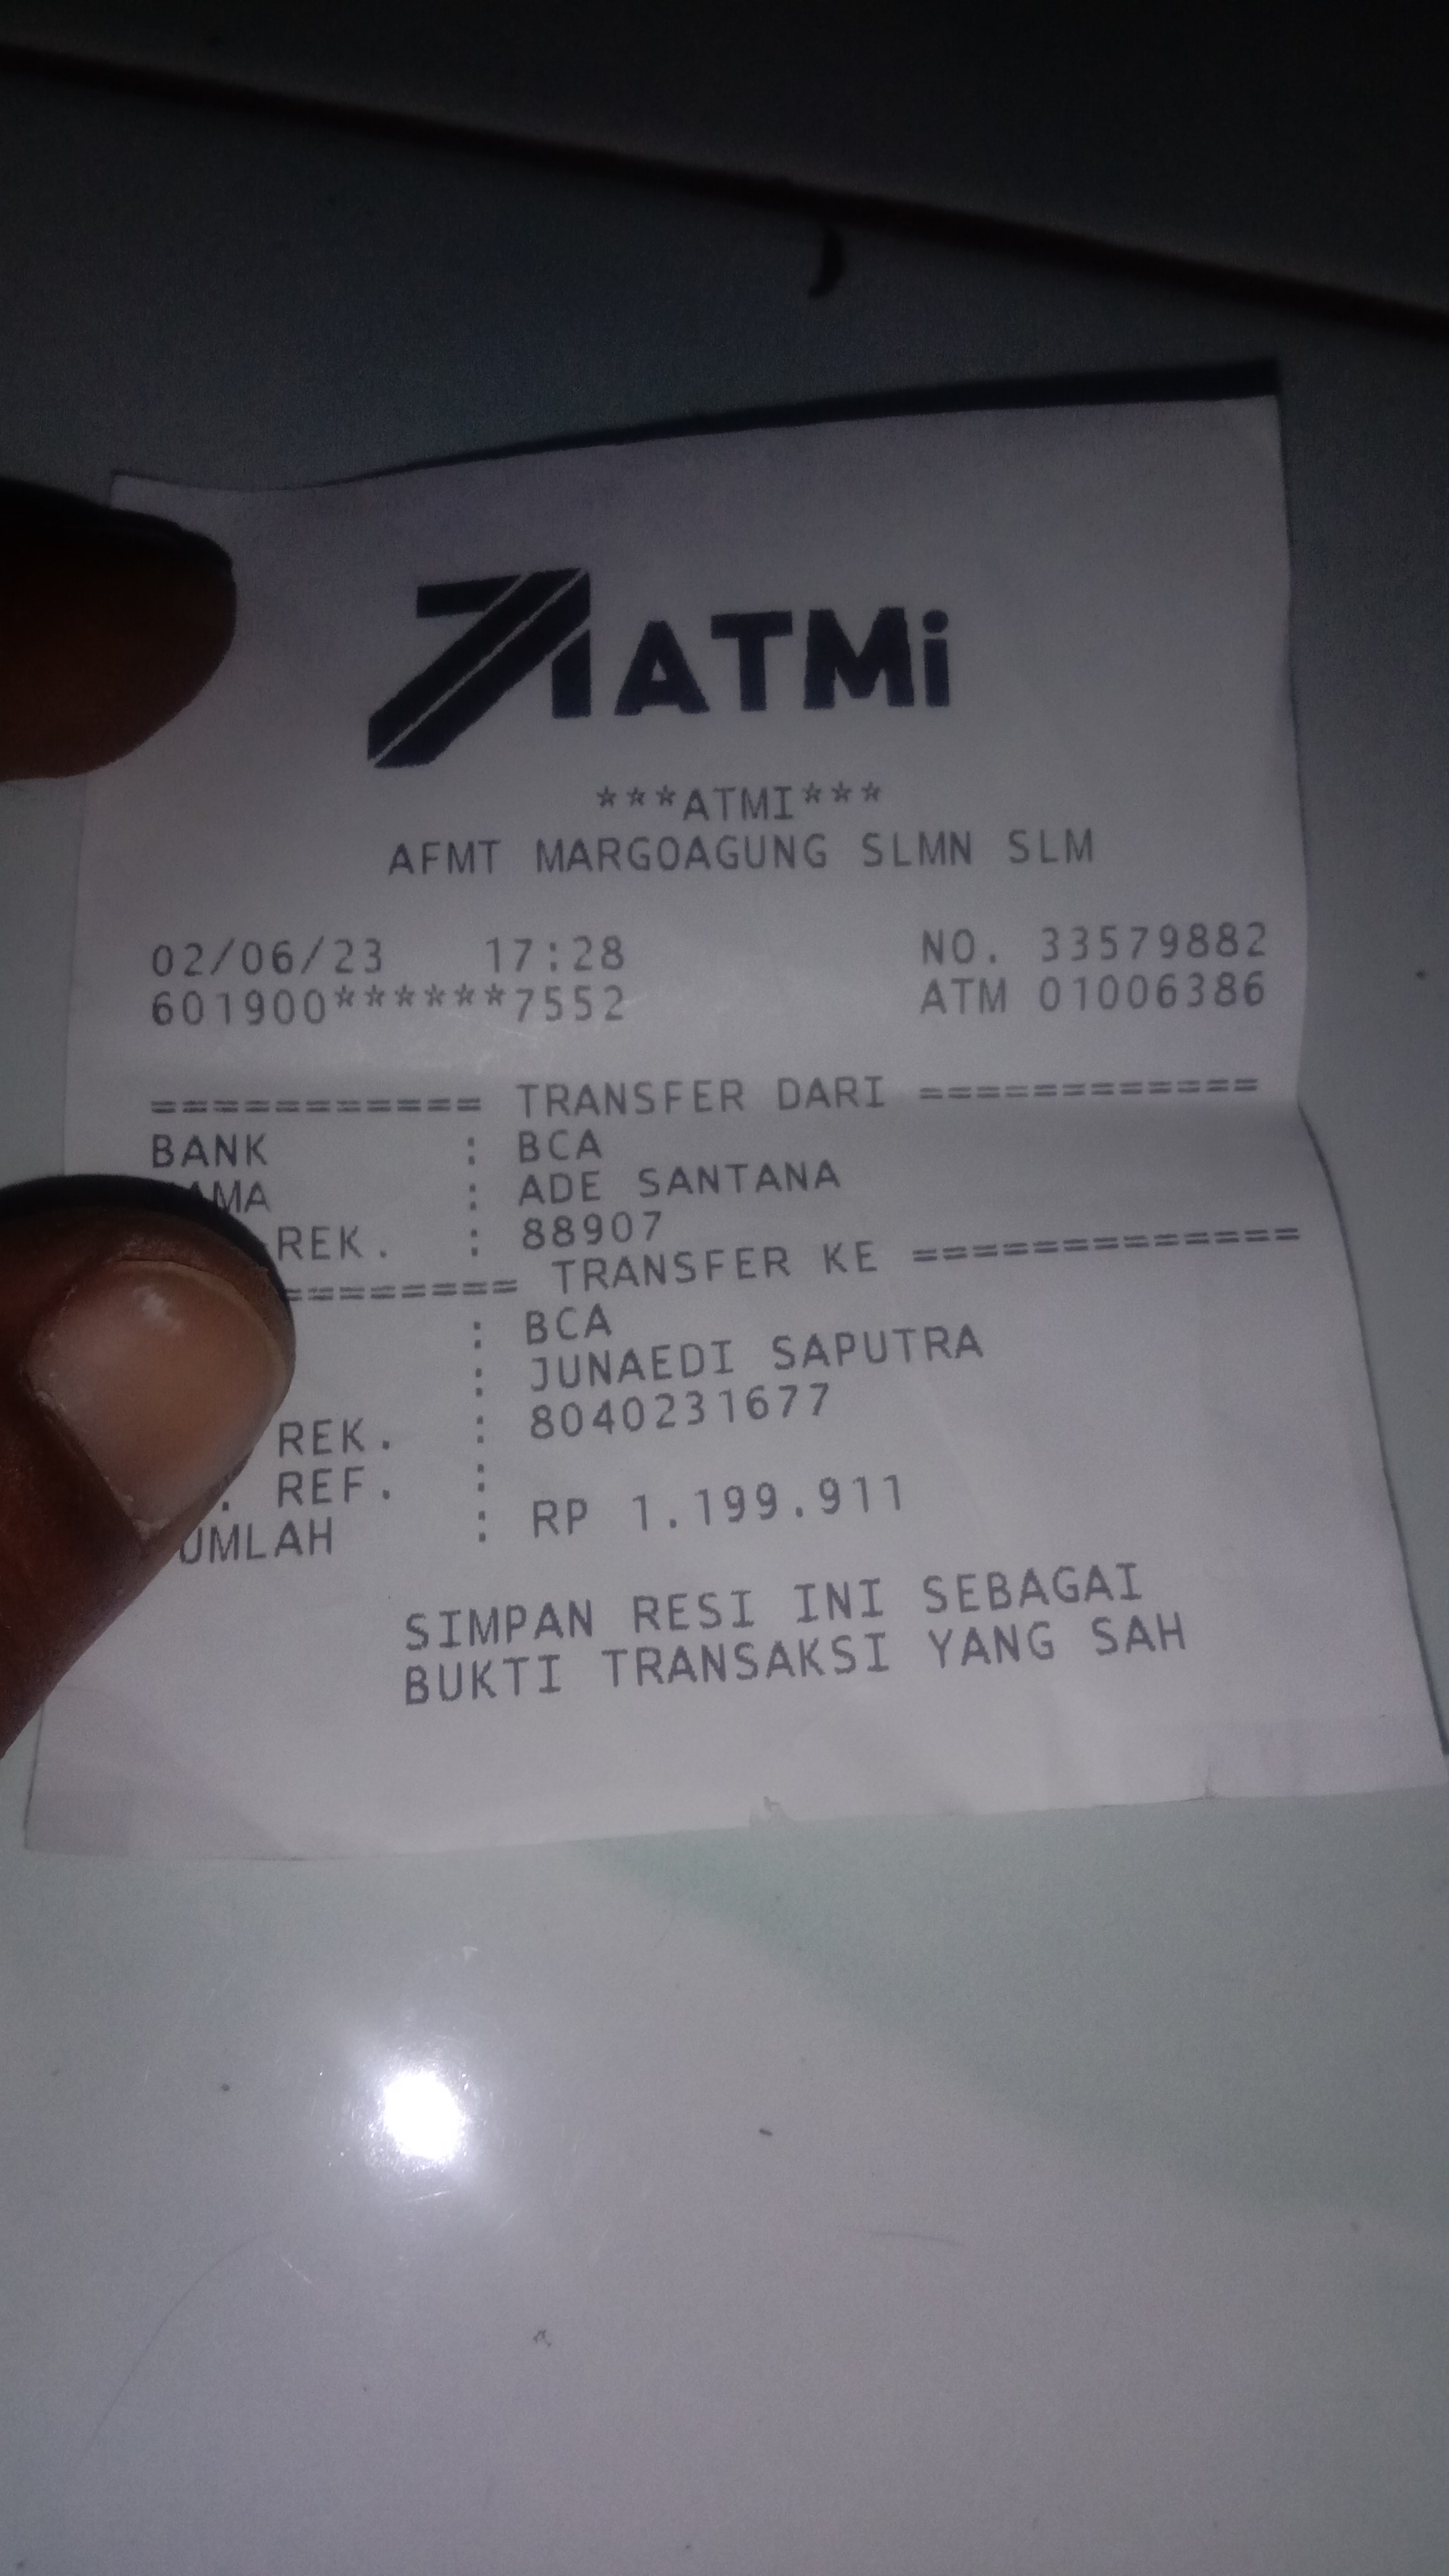 ATMi
***ATMI***
AFMT MARGOAGUNG SLMN SLM
02/06/23 17:28 NO. 33579882
601900******7552 ATM 01006386
=========== TRANSFER DARI ============
BANK : BCA
: ADE SANTANA
REK. : 88907
======== TRANSFER KE =============
: BCA
: JUNAEDI SAPUTRA
REK. : 8040231677
REF. :
UMLAH : RP 1.199.911
SIMPAN RESI INI SEBAGAI
BUKTI TRANSAKSI YANG SAH